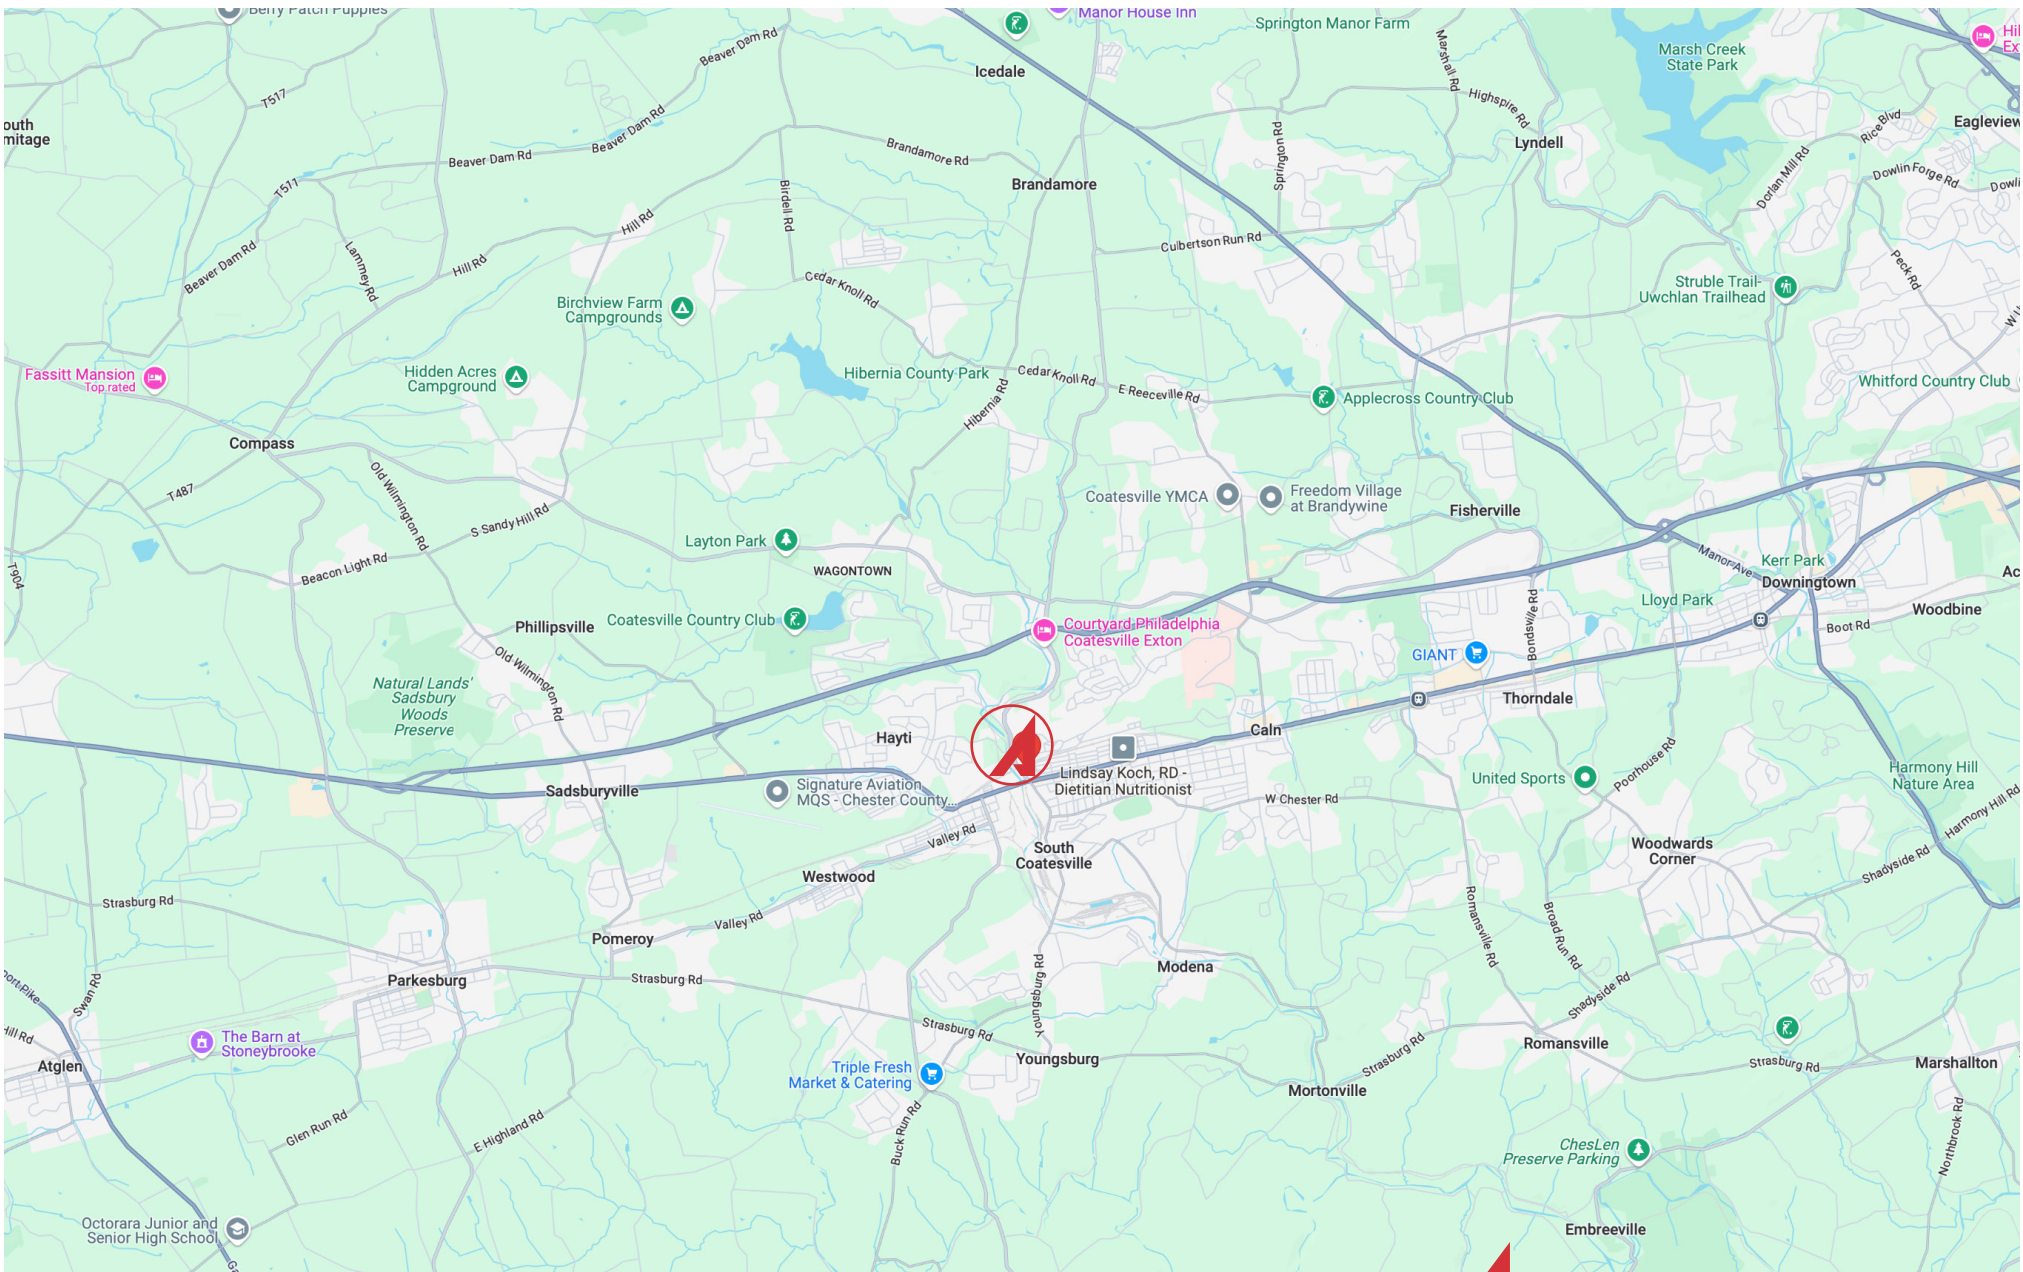 Berry Patch Puppies
Manor House Inn
Springton Manor Farm
Marsh Creek
State Park
Icedale
Beaver Dam Rd
Marshall Rd
Highspire Rd
T517
Beaver Dam Rd
Rice Blvd
Eagleview
outh
mitage
Lyndell
Springton Rd
Brandamore Rd
Beaver Dam Rd
Dorlan Mill Rd
Dowlin Forge Rd
T511
Brandamore
Birdell Rd
Hill Rd
Culbertson Run Rd
Beaver Dam Rd
Lammey Rd
Hill Rd
Peck Rd
Cedar Knoll Rd
Struble Trail-
Uwchlan Trailhead
Birchview Farm
Campgrounds
Fassitt Mansion
Top rated
Hidden Acres
Campground
Hibernia County Park
Cedar Knoll Rd
E Reeceville Rd
Applecross Country Club
Whitford Country Club
Hibernia Rd
Compass
T487
Old Wilmington Rd
S Sandy Hill Rd
Coatesville YMCA
Freedom Village
at Brandywine
Fisherville
Layton Park
Beacon Light Rd
WAGONTOWN
T904
Manor Ave
Kerr Park
Downingtown
Lloyd Park
Woodbine
Boot Rd
Coatesville Country Club
Phillipsville
Courtyard Philadelphia
Coatesville Exton
Bondsville Rd
GIANT
Old Wilmington Rd
Natural Lands'
Sadsbury
Woods
Preserve
Thorndale
Hayti
Caln
Lindsay Koch, RD -
Dietitian Nutritionist
Signature Aviation
MQS - Chester County...
Sadsburyville
W Chester Rd
United Sports
Poorhouse Rd
Harmony Hill
Nature Area
Harmony Hill Rd
Valley Rd
South
Coatesville
Woodwards
Corner
Shadyside Rd
Westwood
Strasburg Rd
Valley Rd
Romansville Rd
Broad Run Rd
Pomeroy
Modena
Parkesburg
Strasburg Rd
Swan Rd
Youngsburg Rd
Shadyside Rd
Strasburg Rd
The Barn at
Stoneybrooke
Hill Rd
Atglen
Youngsburg
Triple Fresh
Market & Catering
Romansville
Strasburg Rd
Strasburg Rd
Marshallton
Mortonville
Glen Run Rd
E Highland Rd
Buck Run Rd
Northbrook Rd
ChesLen
Preserve Parking
Octorara Junior and
Senior High School
Embreeville